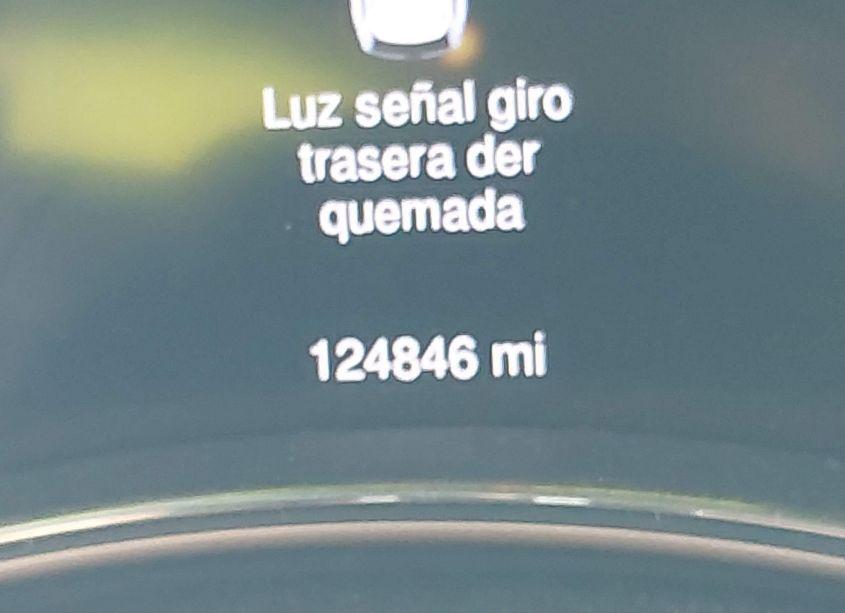 Luz señal giro
trasera der
quemada
124846 mi